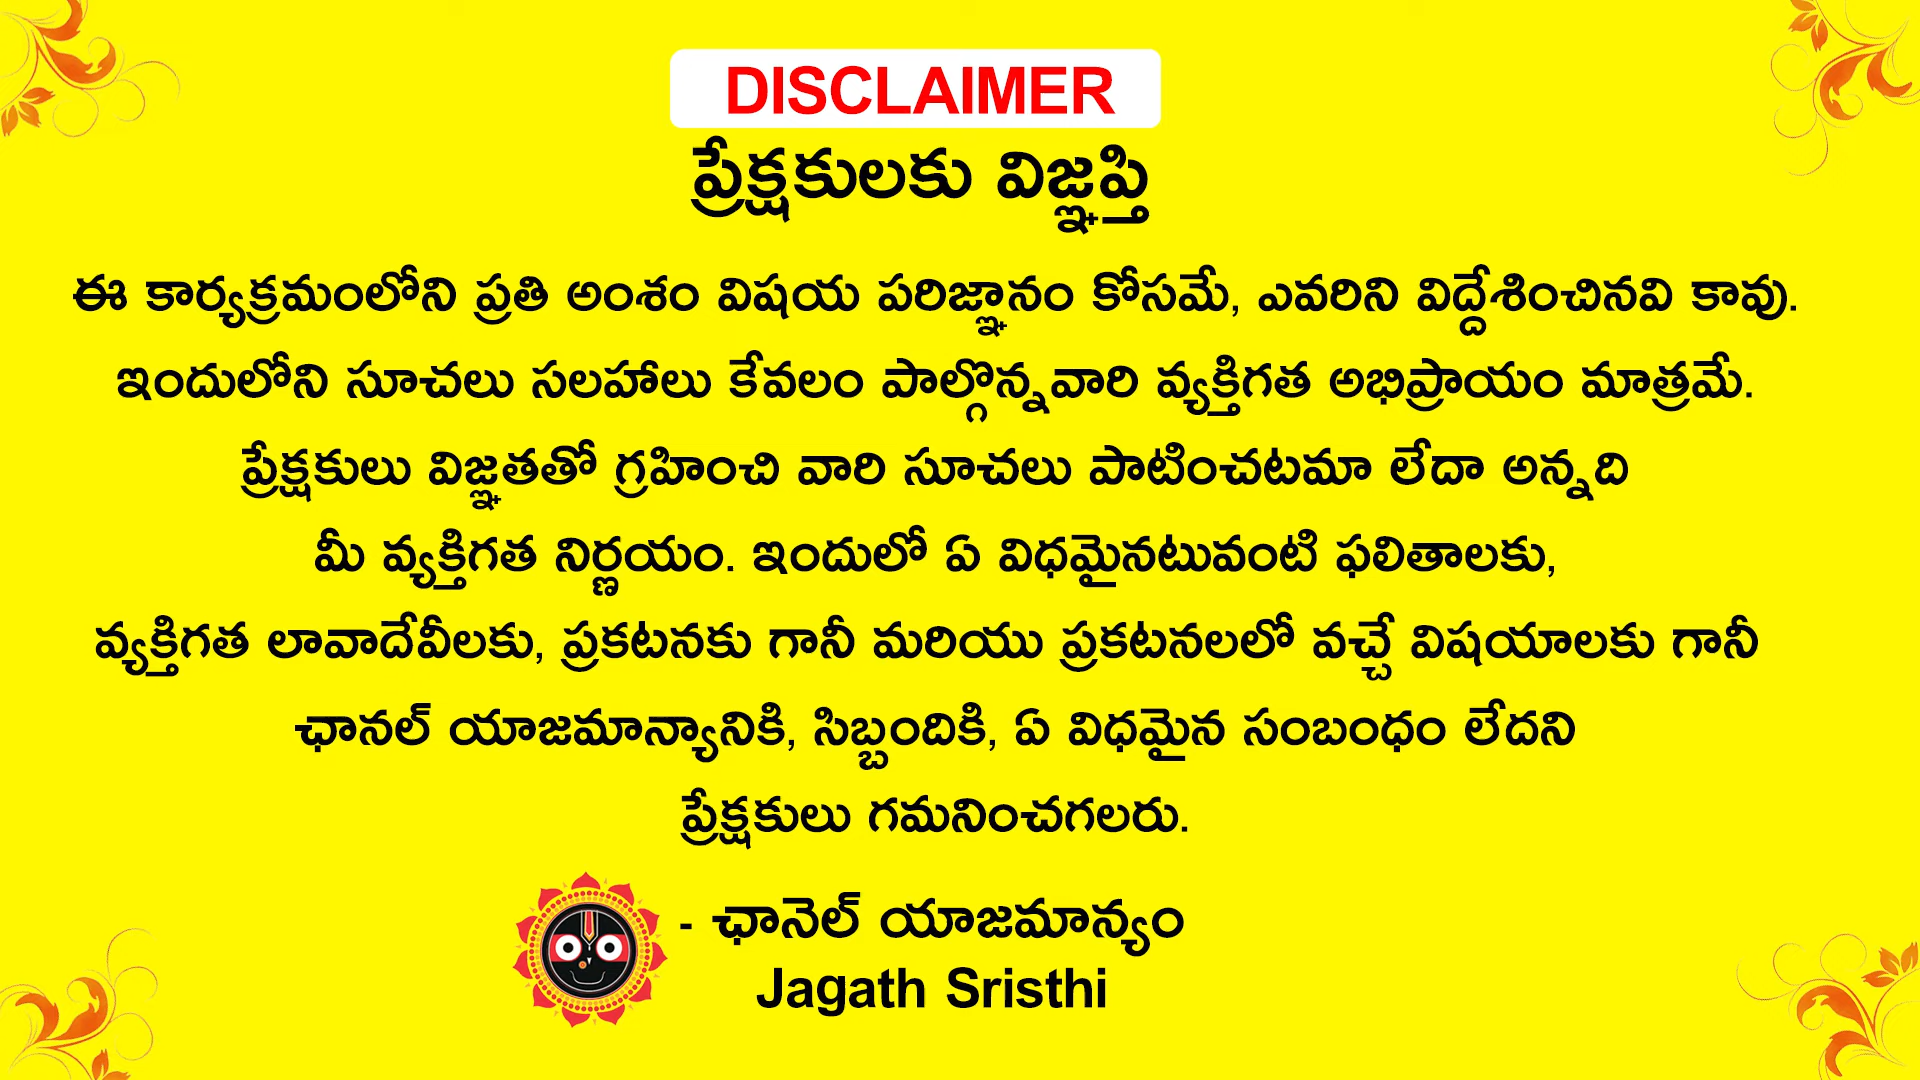 DISCLAIMER
ప్రేక్షకులకు విజ్ఞప్తి
ఈ కార్యక్రమంలోని ప్రతి అంశం విషయ పరిజ్ఞానం కోసమే, ఎవరిని విద్దేశించినవి కావు.
ఇందులోని సూచలు సలహాలు కేవలం పాల్గొన్నవారి వ్యక్తిగత అభిప్రాయం మాత్రమే.
ప్రేక్షకులు విజ్ఞతతో గ్రహించి వారి సూచలు పాటించటమా లేదా అన్నది
మీ వ్యక్తిగత నిర్ణయం. ఇందులో ఏ విధమైనటువంటి ఫలితాలకు,
వ్యక్తిగత లావాదేవీలకు, ప్రకటనకు గానీ మరియు ప్రకటనలలో వచ్చే విషయాలకు గానీ
ఛానల్ యాజమాన్యానికి, సిబ్బందికి, ఏ విధమైన సంబంధం లేదని
ప్రేక్షకులు గమనించగలరు.
- ఛానెల్ యాజమాన్యం
Jagath Sristhi